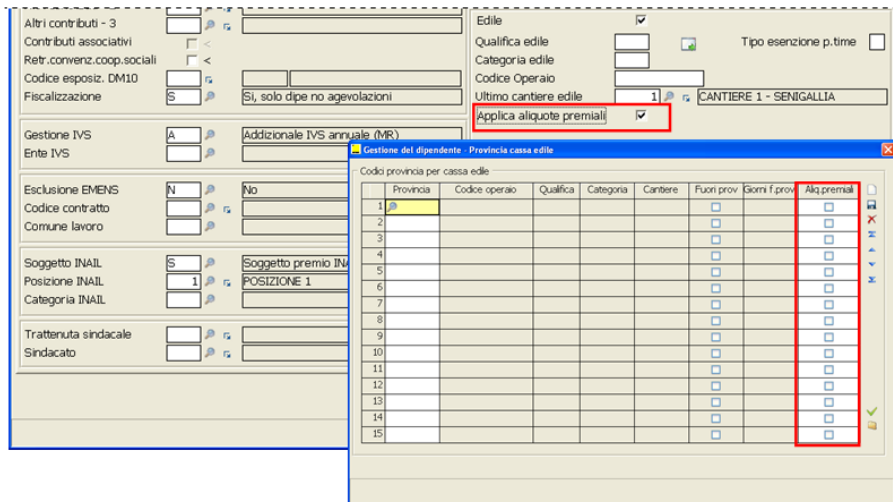 Altri contributi - 3
Contributi associativi <
Retr.convenz.coop.sociali <
Codice esposiz. DM10
Fiscalizzazione S Si, solo dipe no agevolazioni
Gestione IVS A Addizionale IVS annuale (MR)
Ente IVS
Esclusione EMENS N No
Codice contratto
Comune lavoro
Soggetto INAIL S Soggetto premio INA
Posizione INAIL 1 POSIZIONE 1
Categoria INAIL
Trattenuta sindacale
Sindacato
Edile
Qualifica edile Tipo esenzione p.time
Categoria edile
Codice Operaio
Ultimo cantiere edile 1 CANTIERE 1 - SENIGALLIA
Applica aliquote premiali
Gestione del dipendente - Provincia cassa edile
Codici provincia per cassa edile
Provincia Codice operaio Qualifica Categoria Cantiere Fuori prov Giorni f.prov Aliq.premiali
1
2
3
4
5
6
7
8
9
10
11
12
13
14
15